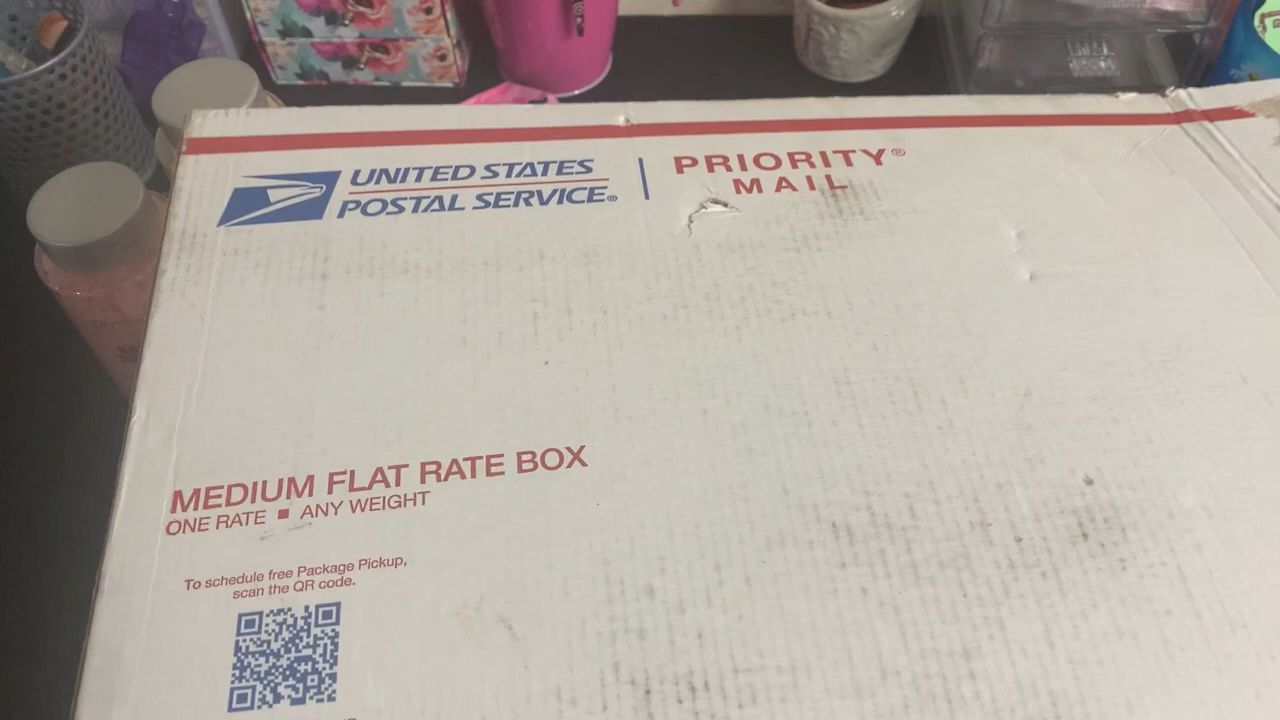 UNITED STATES
POSTAL SERVICE®
PRIORITY®
MAIL
MEDIUM FLAT RATE BOX
ONE RATE ■ ANY WEIGHT
To schedule free Package Pickup,
scan the QR code.